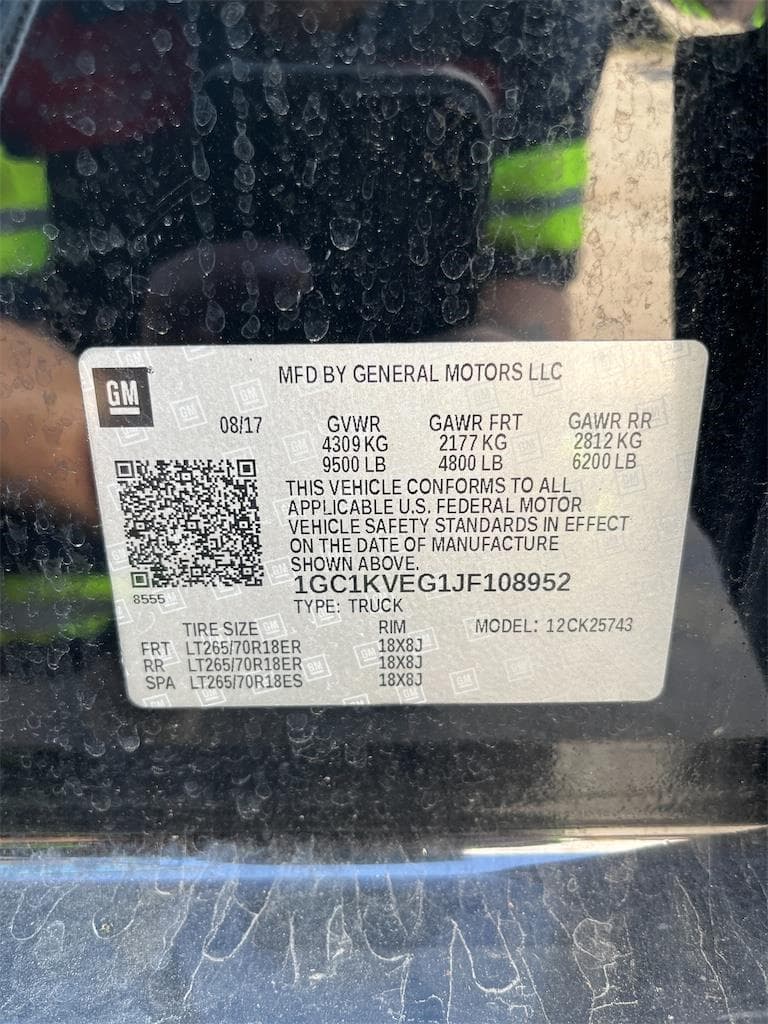 GM
MFD BY GENERAL MOTORS LLC
08/17 GVWR GAWR FRT GAWR RR
4309 KG 2177 KG 2812 KG
9500 LB 4800 LB 6200 LB
THIS VEHICLE CONFORMS TO ALL
APPLICABLE U.S. FEDERAL MOTOR
VEHICLE SAFETY STANDARDS IN EFFECT
ON THE DATE OF MANUFACTURE
SHOWN ABOVE.
1GC1KVEG1JF108952
8555
TYPE: TRUCK
TIRE SIZE RIM MODEL: 12CK25743
FRT LT265/70R18ER 18X8J
RR LT265/70R18ER 18X8J
SPA LT265/70R18ES 18X8J